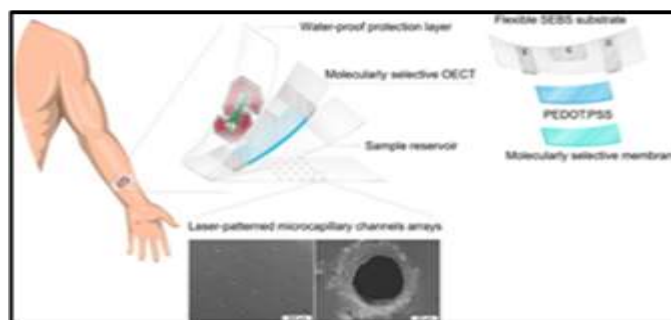 Water-proof protection layer
Flexible SEBS substrate
Molecularly selective OECT
PEDOT:PSS
Sample reservoir
Molecularly selective membran
Laser-patterned microcapillary channels arrays